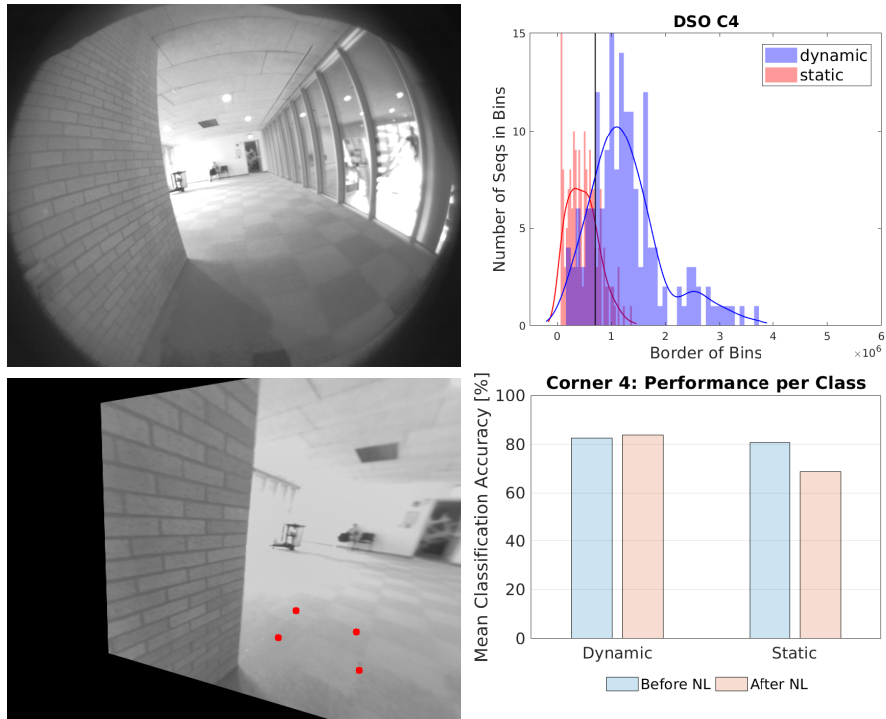 DSO C4
Number of Seqs in Bins
15
10
5
0
dynamic
static
0 1 2 3 4 5 6
×10⁶
Border of Bins
Corner 4: Performance per Class
Mean Classification Accuracy [%]
100
80
60
40
20
0
Dynamic Static
Before NL After NL